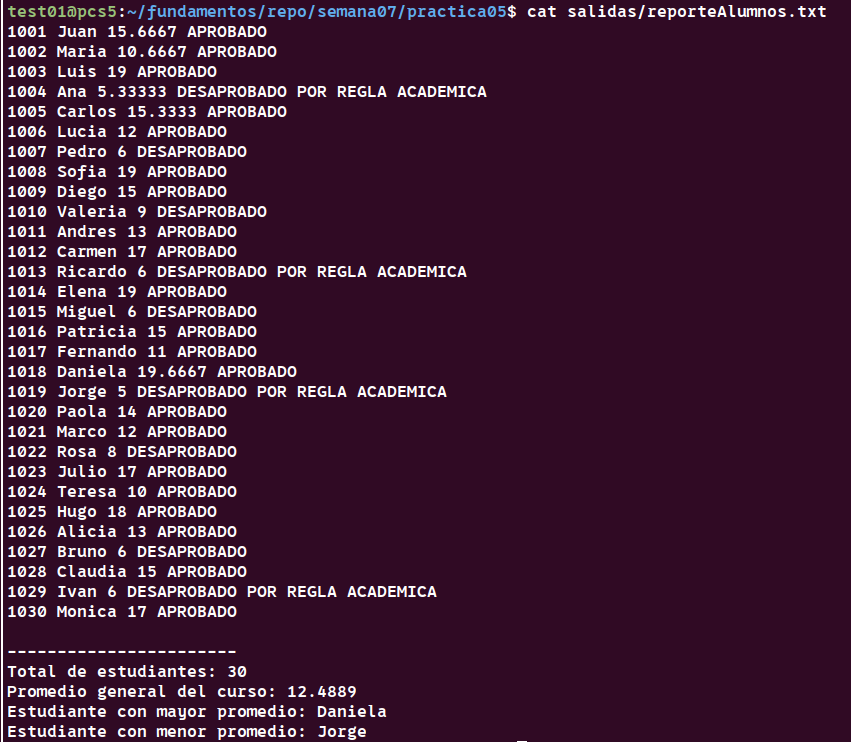 test01@pcs5:~/fundamentos/repo/semana07/practica05$ cat salidas/reporteAlumnos.txt
1001 Juan 15.6667 APROBADO
1002 Maria 10.6667 APROBADO
1003 Luis 19 APROBADO
1004 Ana 5.33333 DESAPROBADO POR REGLA ACADEMICA
1005 Carlos 15.3333 APROBADO
1006 Lucia 12 APROBADO
1007 Pedro 6 DESAPROBADO
1008 Sofia 19 APROBADO
1009 Diego 15 APROBADO
1010 Valeria 9 DESAPROBADO
1011 Andres 13 APROBADO
1012 Carmen 17 APROBADO
1013 Ricardo 6 DESAPROBADO POR REGLA ACADEMICA
1014 Elena 19 APROBADO
1015 Miguel 6 DESAPROBADO
1016 Patricia 15 APROBADO
1017 Fernando 11 APROBADO
1018 Daniela 19.6667 APROBADO
1019 Jorge 5 DESAPROBADO POR REGLA ACADEMICA
1020 Paola 14 APROBADO
1021 Marco 12 APROBADO
1022 Rosa 8 DESAPROBADO
1023 Julio 17 APROBADO
1024 Teresa 10 APROBADO
1025 Hugo 18 APROBADO
1026 Alicia 13 APROBADO
1027 Bruno 6 DESAPROBADO
1028 Claudia 15 APROBADO
1029 Ivan 6 DESAPROBADO POR REGLA ACADEMICA
1030 Monica 17 APROBADO

-----------------------
Total de estudiantes: 30
Promedio general del curso: 12.4889
Estudiante con mayor promedio: Daniela
Estudiante con menor promedio: Jorge